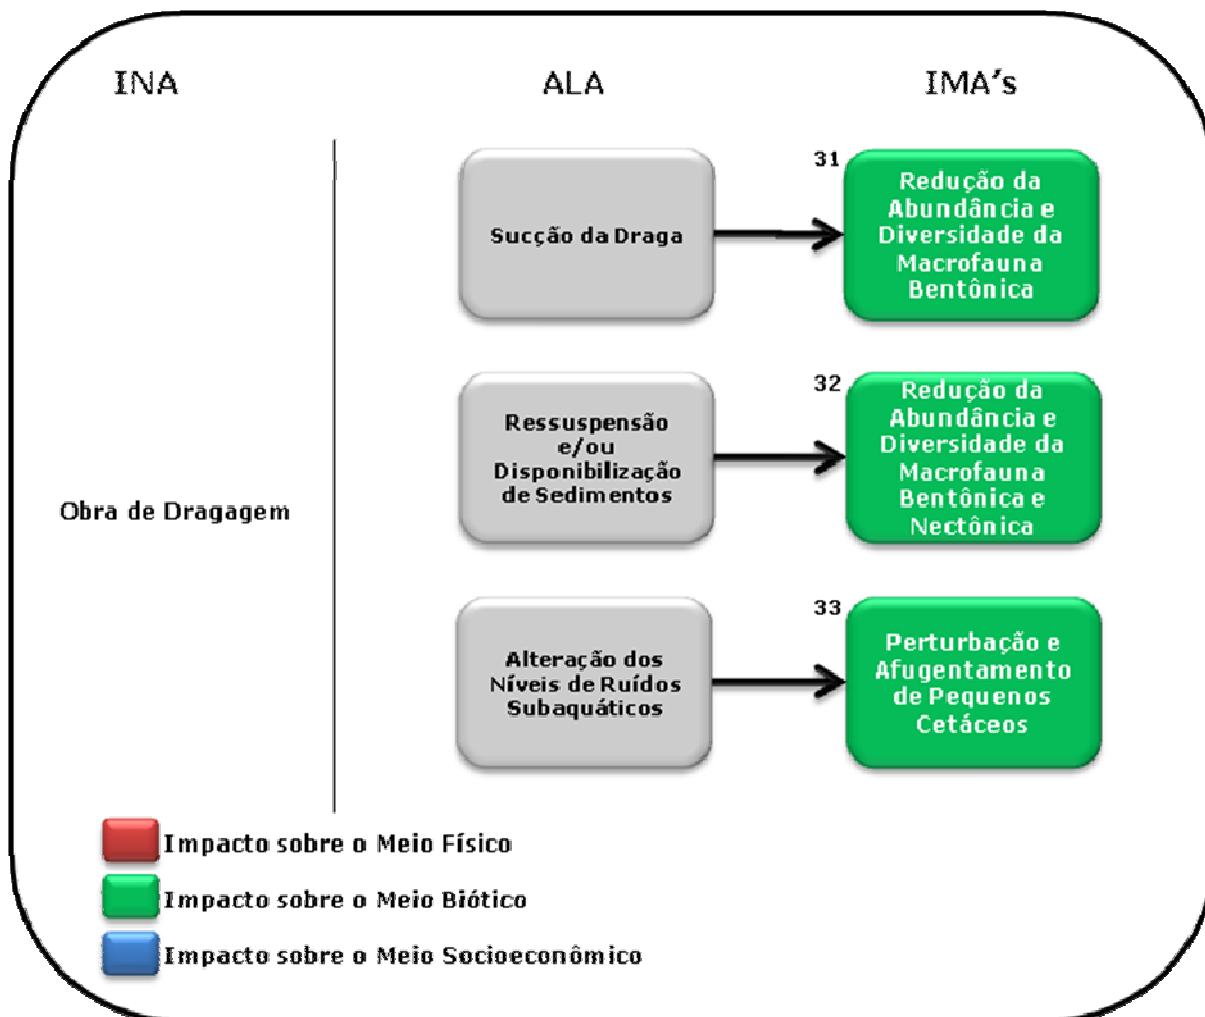 INA
ALA
IMA's
31
Sucção da Draga
Redução da
Abundância e
Diversidade da
Macrofauna
Bentônica
32
Ressuspensão
e/ou
Disponibilização
de Sedimentos
Redução da
Abundância e
Diversidade da
Macrofauna
Bentônica e
Nectônica
Obra de Dragagem
33
Alteração dos
Níveis de Ruídos
Subaquáticos
Perturbação e
Afugentamento
de Pequenos
Cetáceos
Impacto sobre o Meio Físico
Impacto sobre o Meio Biótico
Impacto sobre o Meio Socioeconômico